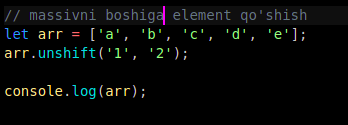 // massivni boshiga element qo'shish
let arr = ['a', 'b', 'c', 'd', 'e'];
arr.unshift('1', '2');
console.log(arr);